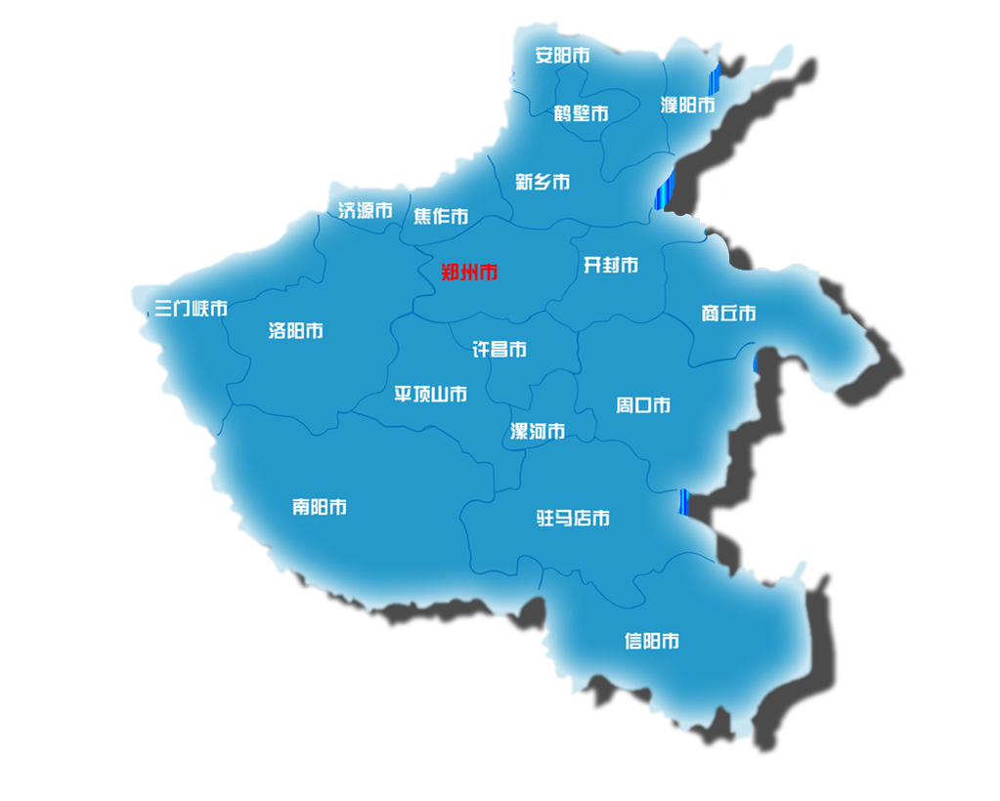 安阳市
鹤壁市
濮阳市
新乡市
济源市
焦作市
郑州市
开封市
三门峡市
洛阳市
商丘市
许昌市
平顶山市
周口市
漯河市
南阳市
驻马店市
信阳市